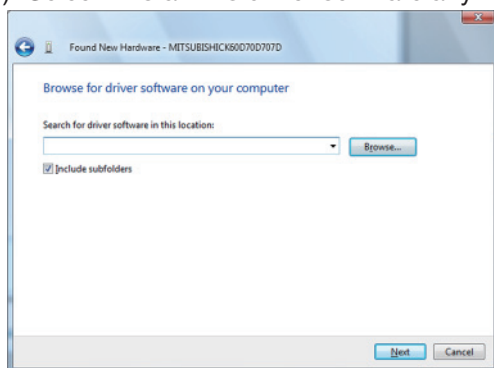 Found New Hardware - MITSUBISHICK60D70D707D
Browse for driver software on your computer
Search for driver software in this location:
Browse...
Include subfolders
Next
Cancel